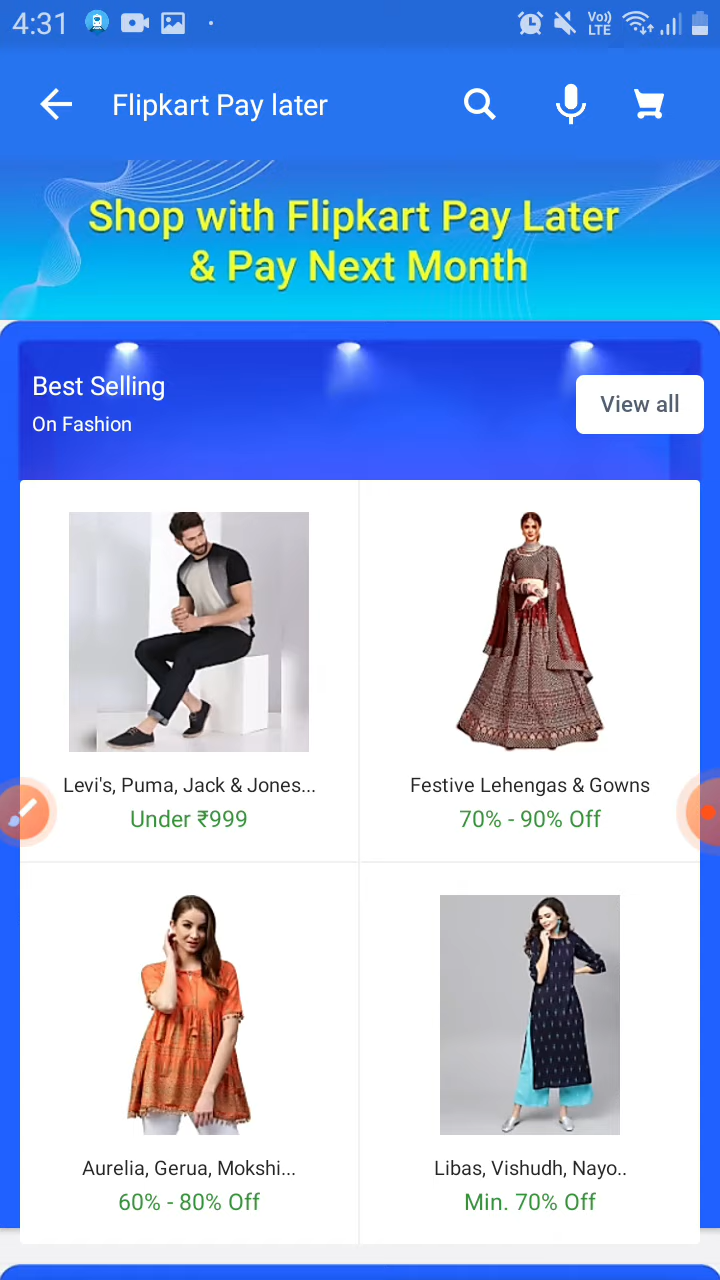 4:31
Vo))
LTE
Flipkart Pay later
Shop with Flipkart Pay Later
& Pay Next Month
Best Selling
On Fashion
View all
Levi's, Puma, Jack & Jones...
Under ₹999
Festive Lehengas & Gowns
70% - 90% Off
Aurelia, Gerua, Mokshi...
60% - 80% Off
Libas, Vishudh, Nayo..
Min. 70% Off